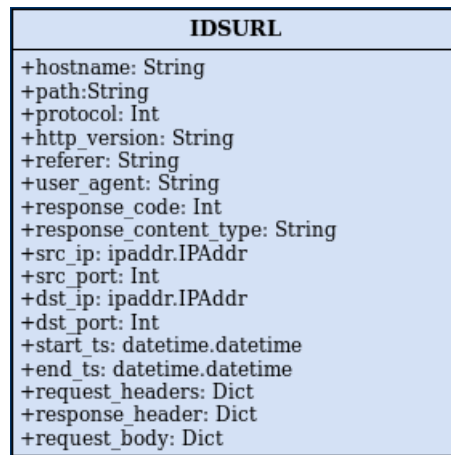 IDSURL
+hostname: String
+path:String
+protocol: Int
+http_version: String
+referer: String
+user_agent: String
+response_code: Int
+response_content_type: String
+src_ip: ipaddr.IPAddr
+src_port: Int
+dst_ip: ipaddr.IPAddr
+dst_port: Int
+start_ts: datetime.datetime
+end_ts: datetime.datetime
+request_headers: Dict
+response_header: Dict
+request_body: Dict